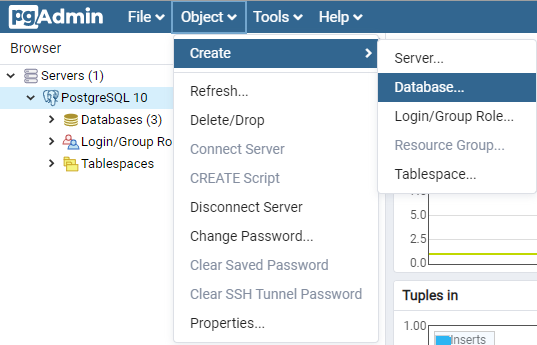 pgAdmin File Object Tools Help
Browser
Servers (1)
PostgreSQL 10
Databases (3)
Login/Group Ro
Tablespaces
Create
Refresh...
Delete/Drop
Connect Server
CREATE Script
Disconnect Server
Change Password...
Clear Saved Password
Clear SSH Tunnel Password
Properties...
Server...
Database...
Login/Group Role...
Resource Group...
Tablespace...
5.0
2.5
0.0
Tuples in
1.00
Inserts